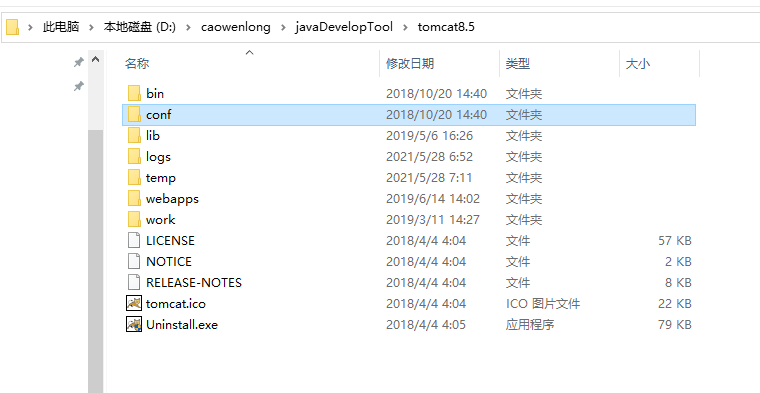 此电脑 > 本地磁盘 (D:) > caowenlong > javaDevelopTool > tomcat8.5
名称 修改日期 类型 大小
bin 2018/10/20 14:40 文件夹
conf 2018/10/20 14:40 文件夹
lib 2019/5/6 16:26 文件夹
logs 2021/5/28 6:52 文件夹
temp 2021/5/28 7:11 文件夹
webapps 2019/6/14 14:02 文件夹
work 2019/3/11 14:27 文件夹
LICENSE 2018/4/4 4:04 文件 57 KB
NOTICE 2018/4/4 4:04 文件 2 KB
RELEASE-NOTES 2018/4/4 4:04 文件 8 KB
tomcat.ico 2018/4/4 4:04 ICO 图片文件 22 KB
Uninstall.exe 2018/4/4 4:05 应用程序 79 KB